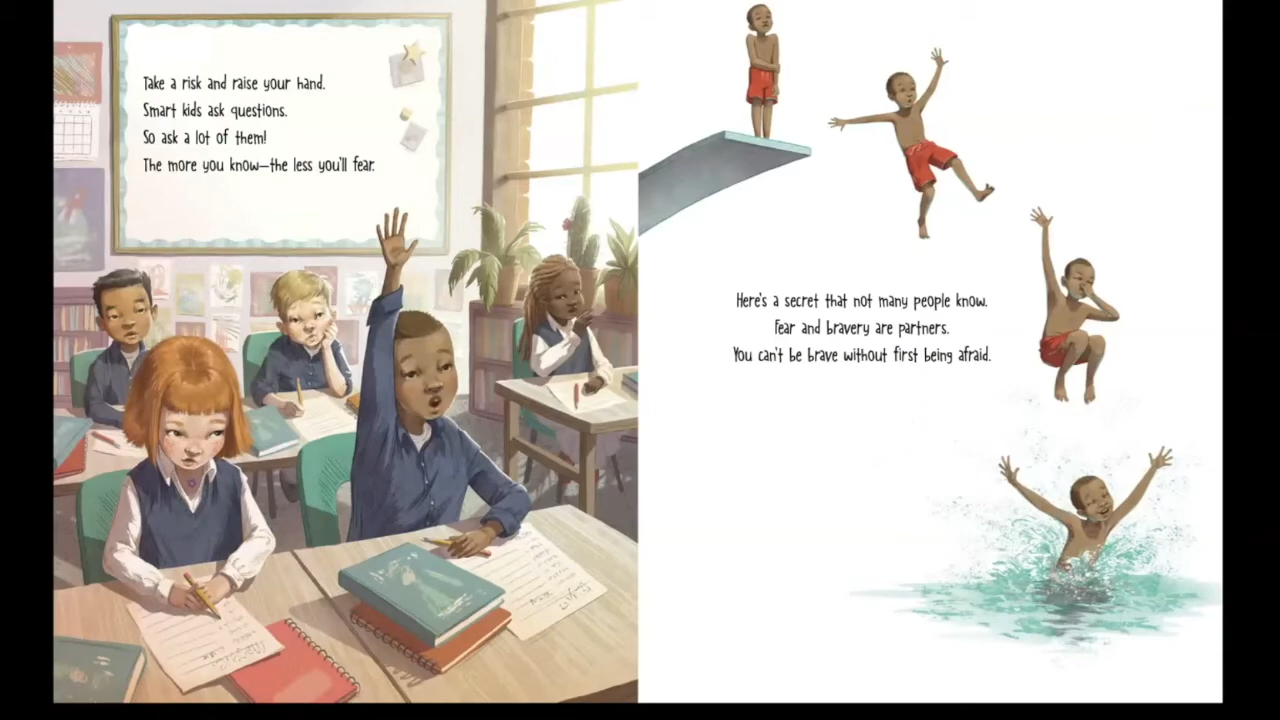 Take a risk and raise your hand.
Smart kids ask questions.
So ask a lot of them!
The more you know—the less you'll fear.
Here's a secret that not many people know.
Fear and bravery are partners.
You can't be brave without first being afraid.